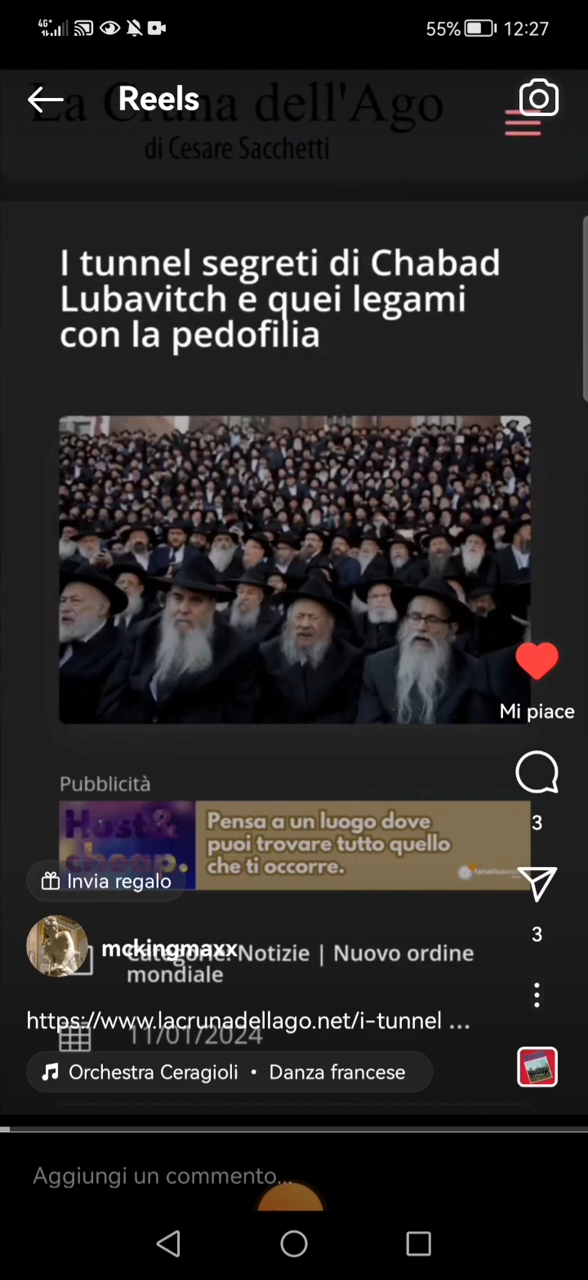 4G+
55%
12:27
La Cruna dell'Ago
Reels
di Cesare Sacchetti
I tunnel segreti di Chabad
Lubavitch e quei legami
con la pedofilia
Mi piace
Pubblicità
Host &
cheap.
Pensa a un luogo dove
puoi trovare tutto quello
che ti occorre.
3
Invia regalo
3
mckingmaxx
Categorie: Notizie | Nuovo ordine
mondiale
https://www.lacrunadellago.net/i-tunnel ...
11/01/2024
Orchestra Ceragioli • Danza francese
Aggiungi un commento...